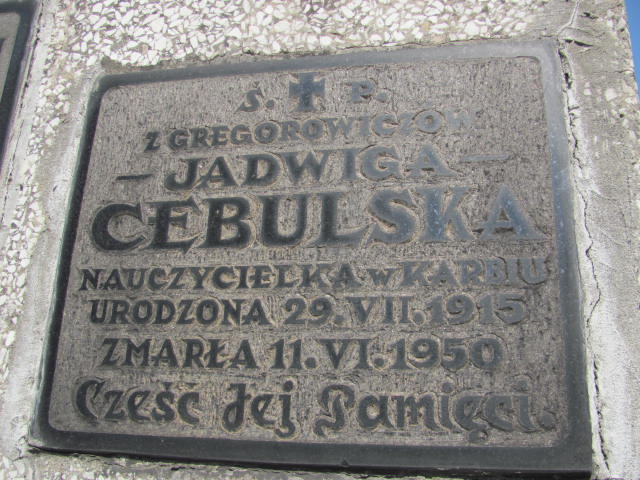 Ś. ✝ P.
Z GREGOROWICZÓW
– JADWIGA –
CEBULSKA
NAUCZYCIELKA W KARBIU
URODZONA 29. VII. 1915
ZMARŁA 11. VI. 1950
Cześć Jej Pamięci.